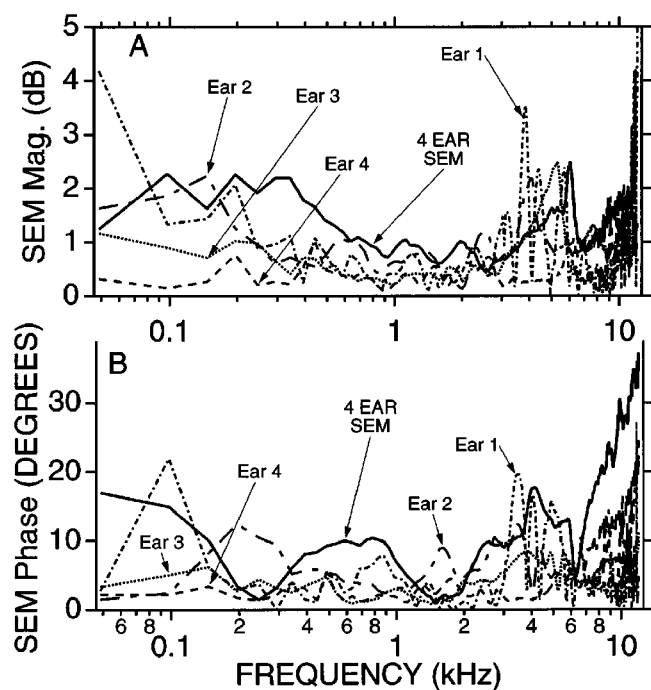 A
SEM Mag. (dB)
5
4
3
2
1
0
Ear 2
Ear 3
Ear 4
Ear 1
4 EAR
SEM
0.1
1
10
B
SEM Phase (DEGREES)
30
20
10
0
4 EAR
SEM
Ear 4
Ear 1
Ear 3
Ear 2
6 8 2 4 6 8 2 4 6 8
0.1 1 10
FREQUENCY (kHz)